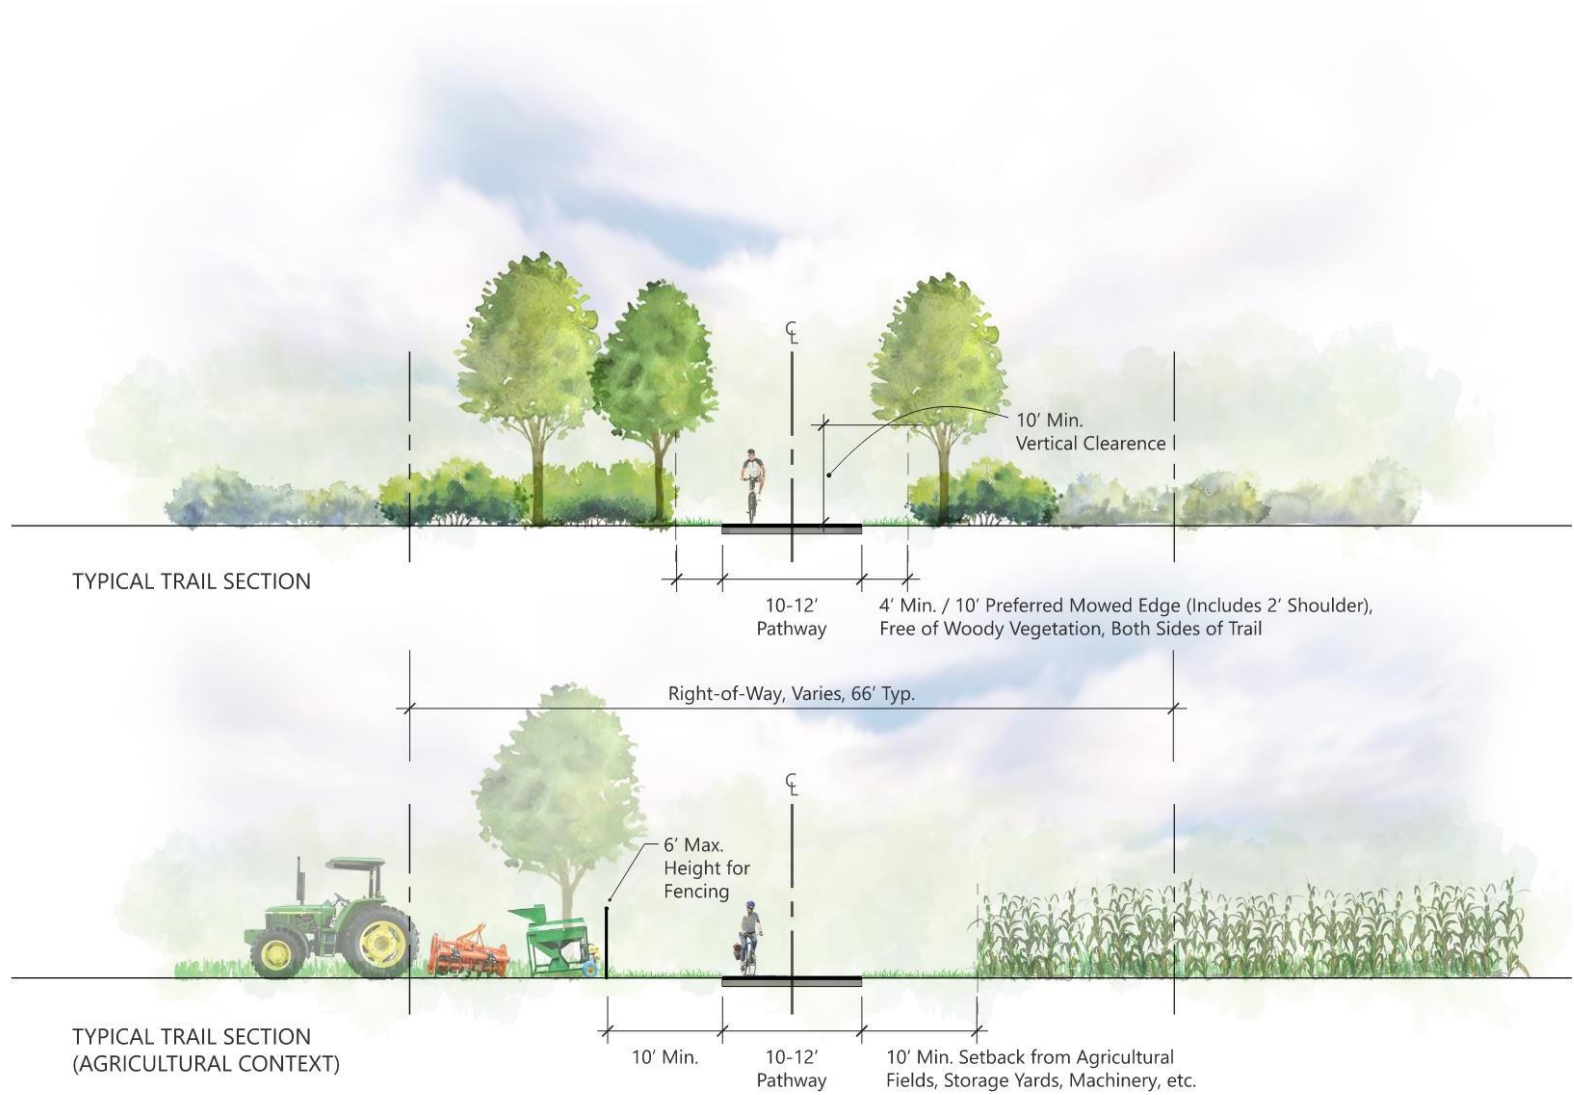 ℄
10' Min.
Vertical Clearence
TYPICAL TRAIL SECTION
10-12'
Pathway
4' Min. / 10' Preferred Mowed Edge (Includes 2' Shoulder),
Free of Woody Vegetation, Both Sides of Trail
Right-of-Way, Varies, 66' Typ.
℄
6' Max.
Height for
Fencing
TYPICAL TRAIL SECTION
(AGRICULTURAL CONTEXT)
10' Min.
10-12'
Pathway
10' Min. Setback from Agricultural
Fields, Storage Yards, Machinery, etc.